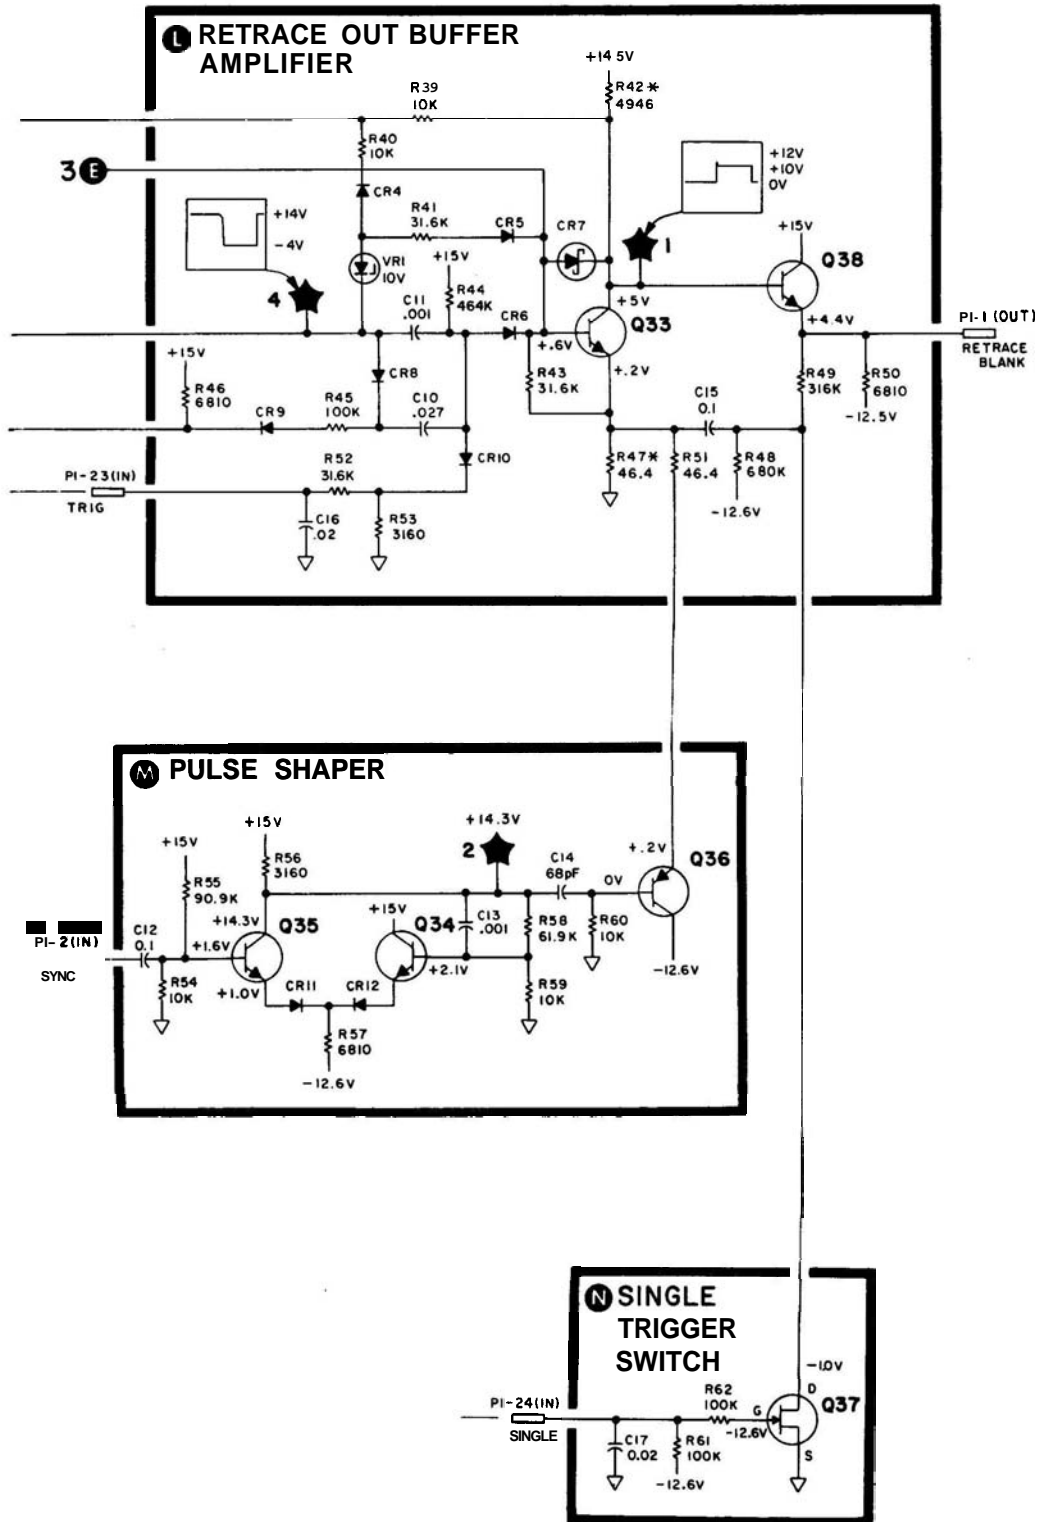 L RETRACE OUT BUFFER
AMPLIFIER
+14 5V
R42*
4946
R39
10K
R40
10K
3 E
CR4
R41
31.6K
CR5
CR7
+12V
+10V
0V
1
+14V
-4V
4
VR1
10V
+15V
R44
464K
C11
.001
CR6
+5V
Q33
+.6V
+.2V
+15V
Q38
+4.4V
P1-1 (OUT)
RETRACE
BLANK
+15V
R46
6810
CR8
R43
31.6K
R49
316K
R50
6810
-12.5V
CR9
R45
100K
C10
.027
C15
0.1
CR10
R47*
46.4
R51
46.4
R48
680K
-12.6V
P1-23(IN)
TRIG
R52
31.6K
C16
.02
R53
3160
M PULSE SHAPER
+15V
+15V
R56
3160
+14.3V
2
C14
68pF
0V
+.2V
Q36
R55
90.9K
+14.3V
Q35
+15V
Q34
C13
.001
R58
61.9K
R60
10K
-12.6V
P1-2(IN)
SYNC
C12
0.1
+1.6V
+2.1V
R54
10K
+1.0V
CR11
CR12
R59
10K
R57
6810
-12.6V
N SINGLE
TRIGGER
SWITCH
-1.0V
D
Q37
P1-24(IN)
SINGLE
R62
100K
G
-12.6V
C17
0.02
R61
100K
S
-12.6V